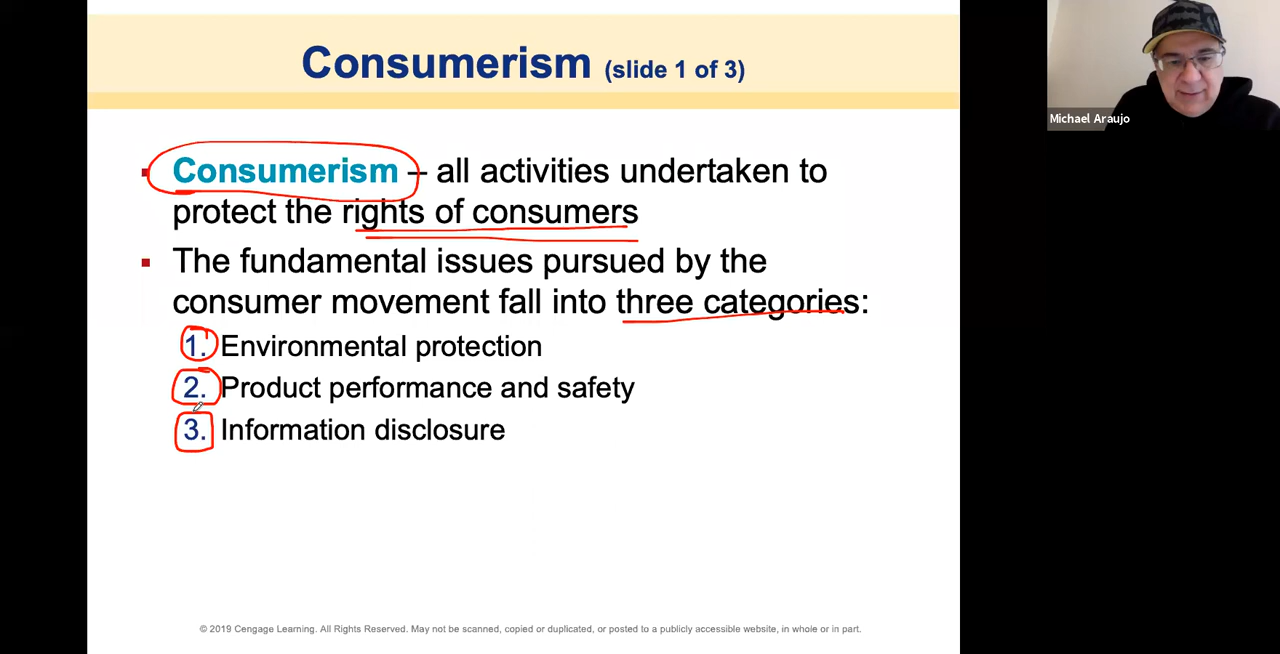 Consumerism (slide 1 of 3)
Michael Araujo
Consumerism – all activities undertaken to
protect the rights of consumers
The fundamental issues pursued by the
consumer movement fall into three categories:
1. Environmental protection
2. Product performance and safety
3. Information disclosure
© 2019 Cengage Learning. All Rights Reserved. May not be scanned, copied or duplicated, or posted to a publicly accessible website, in whole or in part.